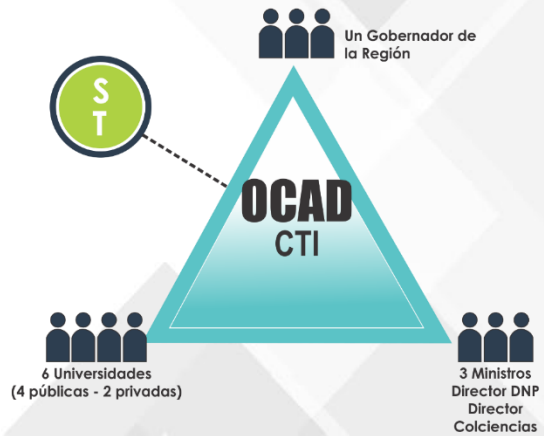 Un Gobernador de
la Región
S
T
OCAD
CTI
6 Universidades
(4 públicas - 2 privadas)
3 Ministros
Director DNP
Director
Colciencias